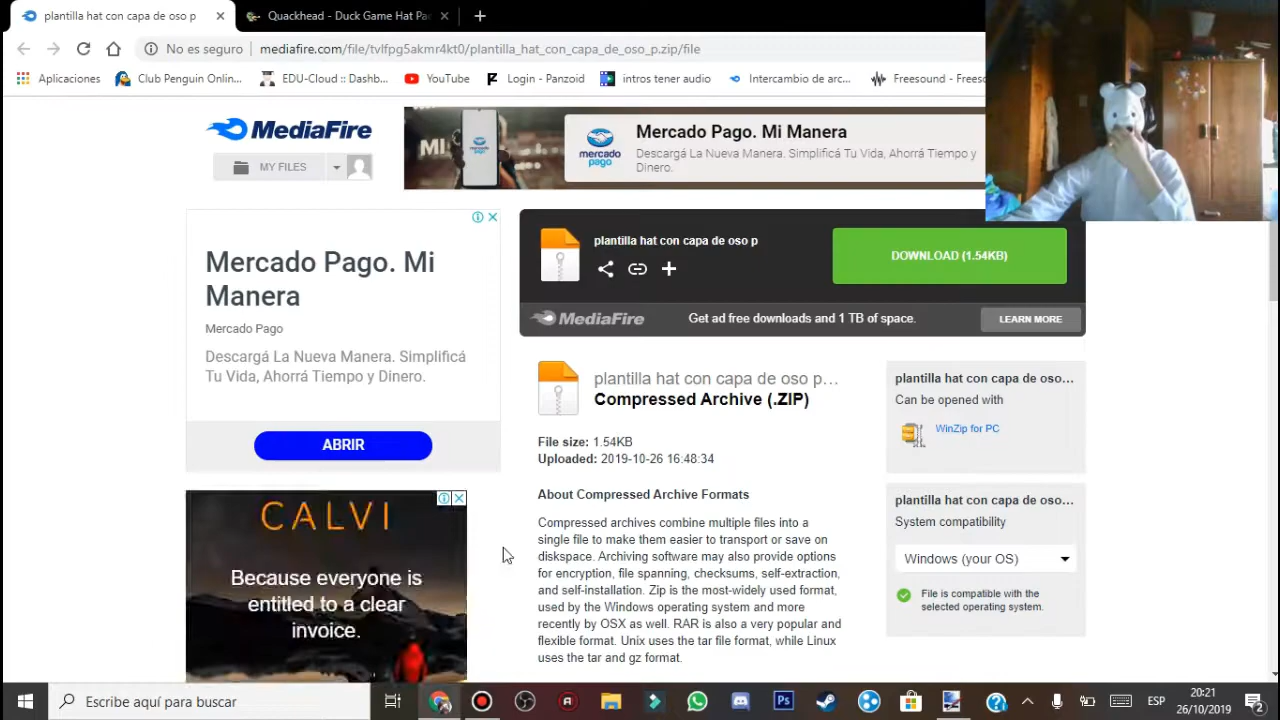 plantilla hat con capa de oso p
Quackhead - Duck Game Hat Pac
No es seguro
mediafire.com/file/tvlfpg5akmr4kt0/plantilla_hat_con_capa_de_oso_p.zip/file
Aplicaciones
Club Penguin Onlin...
EDU-Cloud :: Dashb...
YouTube
Login - Panzoid
intros tener audio
Intercambio de arc...
Freesound - Frees
MediaFire
MY FILES
MI
mercado pago
Mercado Pago. Mi Manera
Descargá La Nueva Manera. Simplificá Tu Vida, Ahorrá Tiempo y
Dinero.
Mercado Pago. Mi
Manera
Mercado Pago
Descargá La Nueva Manera. Simplificá
Tu Vida, Ahorrá Tiempo y Dinero.
ABRIR
plantilla hat con capa de oso p
DOWNLOAD (1.54KB)
MediaFire
Get ad free downloads and 1 TB of space.
LEARN MORE
plantilla hat con capa de oso p...
Compressed Archive (.ZIP)
File size: 1.54KB
Uploaded: 2019-10-26 16:48:34
About Compressed Archive Formats
Compressed archives combine multiple files into a
single file to make them easier to transport or save on
diskspace. Archiving software may also provide options
for encryption, file spanning, checksums, self-extraction,
and self-installation. Zip is the most-widely used format,
used by the Windows operating system and more
recently by OSX as well. RAR is also a very popular and
flexible format. Unix uses the tar file format, while Linux
uses the tar and gz format.
plantilla hat con capa de oso...
Can be opened with
WinZip for PC
plantilla hat con capa de oso...
System compatibility
Windows (your OS)
File is compatible with the
selected operating system.
CALVI
Because everyone is
entitled to a clear
invoice.
Escribe aquí para buscar
Ps
ESP
20:21
26/10/2019
2